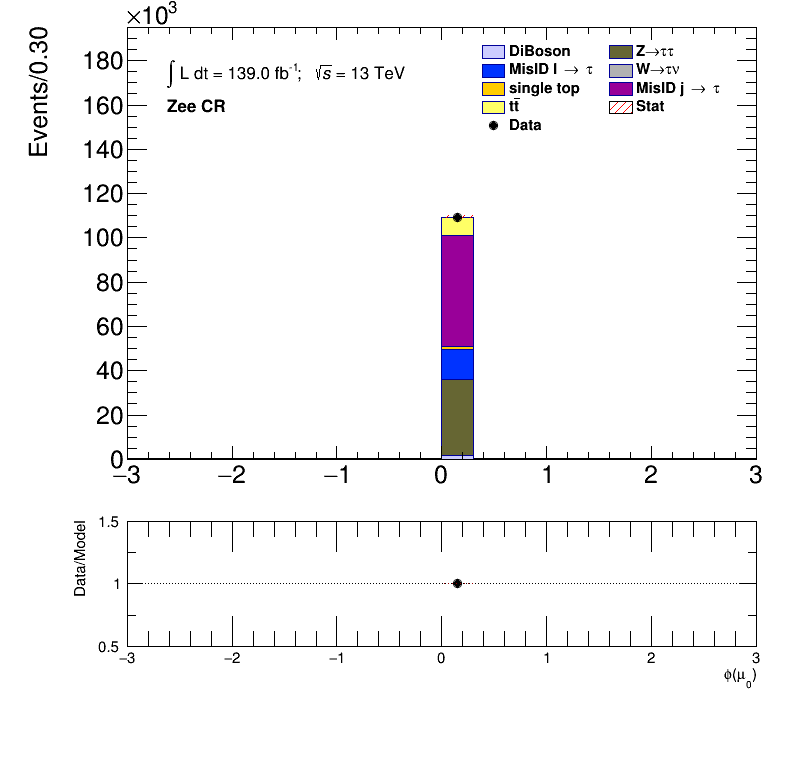 ×10³
Events/0.30
180
160
140
120
100
80
60
40
20
0
∫ L dt = 139.0 fb⁻¹; √s = 13 TeV
Zee CR
DiBoson
MisID l → τ
single top
tt̄
Data
Z→ττ
W→τν
MisID j → τ
Stat
−3 −2 −1 0 1 2 3
Data/Model
1.5
1
0.5
−3 −2 −1 0 1 2 3
ϕ(μ₀)